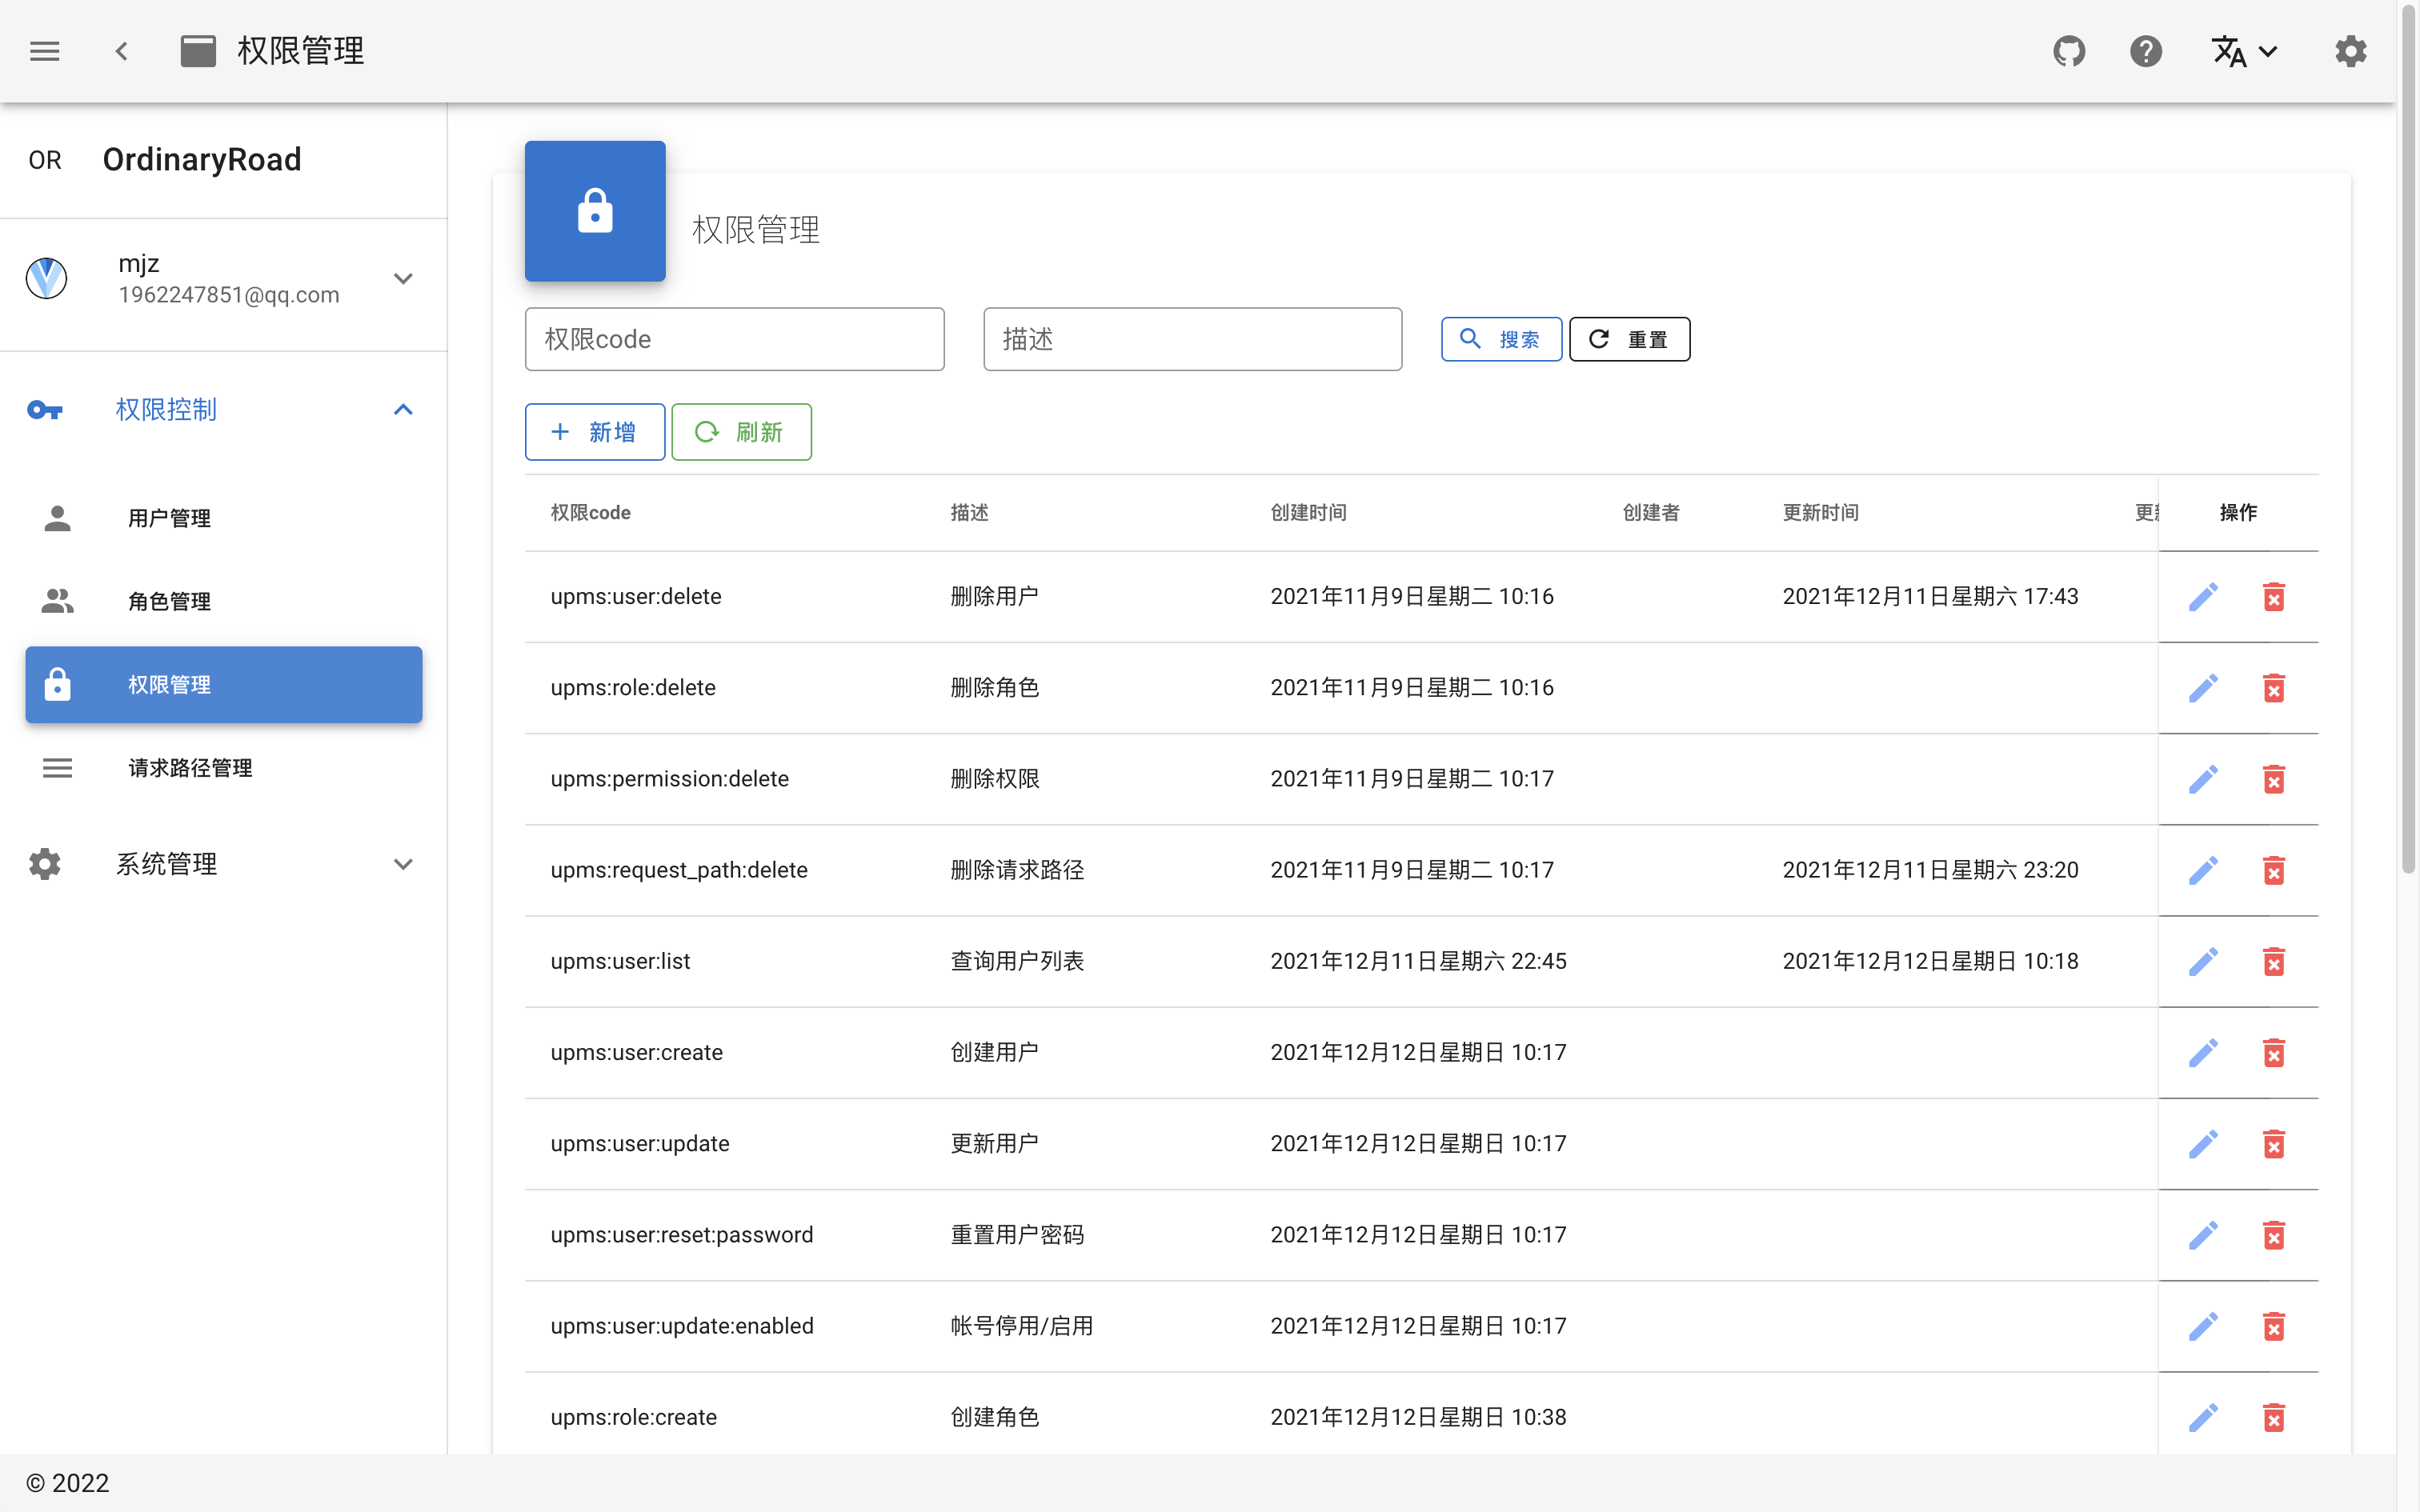 权限管理
OR OrdinaryRoad
mjz
1962247851@qq.com
权限控制
用户管理
角色管理
权限管理
请求路径管理
系统管理
权限管理
权限code 描述 搜索 重置
新增 刷新
权限code 描述 创建时间 创建者 更新时间 更 操作
upms:user:delete 删除用户 2021年11月9日星期二 10:16 2021年12月11日星期六 17:43
upms:role:delete 删除角色 2021年11月9日星期二 10:16
upms:permission:delete 删除权限 2021年11月9日星期二 10:17
upms:request_path:delete 删除请求路径 2021年11月9日星期二 10:17 2021年12月11日星期六 23:20
upms:user:list 查询用户列表 2021年12月11日星期六 22:45 2021年12月12日星期日 10:18
upms:user:create 创建用户 2021年12月12日星期日 10:17
upms:user:update 更新用户 2021年12月12日星期日 10:17
upms:user:reset:password 重置用户密码 2021年12月12日星期日 10:17
upms:user:update:enabled 帐号停用/启用 2021年12月12日星期日 10:17
upms:role:create 创建角色 2021年12月12日星期日 10:38
© 2022